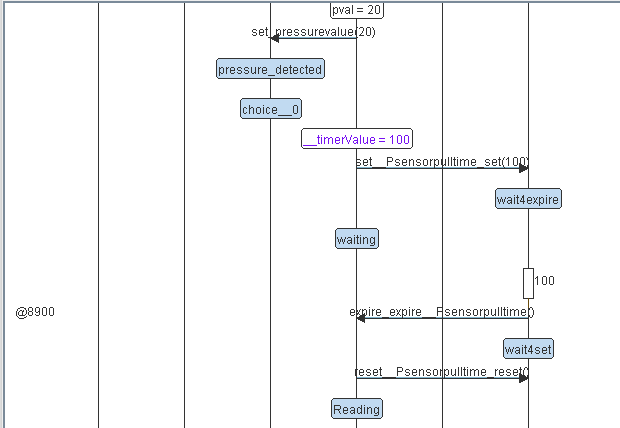 pval = 20
set_pressurevalue(20)
pressure_detected
choice__0
__timerValue = 100
set__Psensorpulltime_set(100)
wait4expire
waiting
100
@8900
expire_expire__Psensorpulltime()
wait4set
reset__Psensorpulltime_reset()
Reading